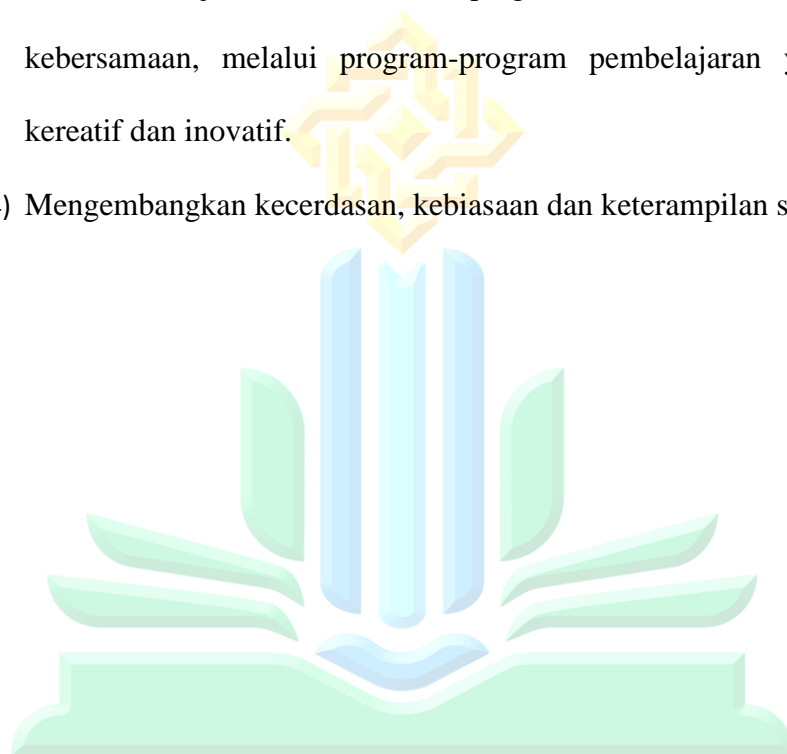 kebersamaan, melalui program-program pembelajaran
kereatif dan inovatif.
) Mengembangkan kecerdasan, kebiasaan dan keterampilan